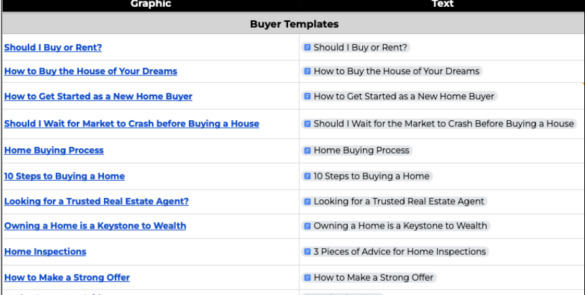 Graphic Text
Buyer Templates
Should I Buy or Rent? Should I Buy or Rent?
How to Buy the House of Your Dreams How to Buy the House of Your Dreams
How to Get Started as a New Home Buyer How to Get Started as a New Home Buyer
Should I Wait for Market to Crash before Buying a House Should I Wait for the Market to Crash Before Buying a House
Home Buying Process Home Buying Process
10 Steps to Buying a Home 10 Steps to Buying a Home
Looking for a Trusted Real Estate Agent? Looking for a Trusted Real Estate Agent
Owning a Home is a Keystone to Wealth Owning a Home is a Keystone to Wealth
Home Inspections 3 Pieces of Advice for Home Inspections
How to Make a Strong Offer How to Make a Strong Offer